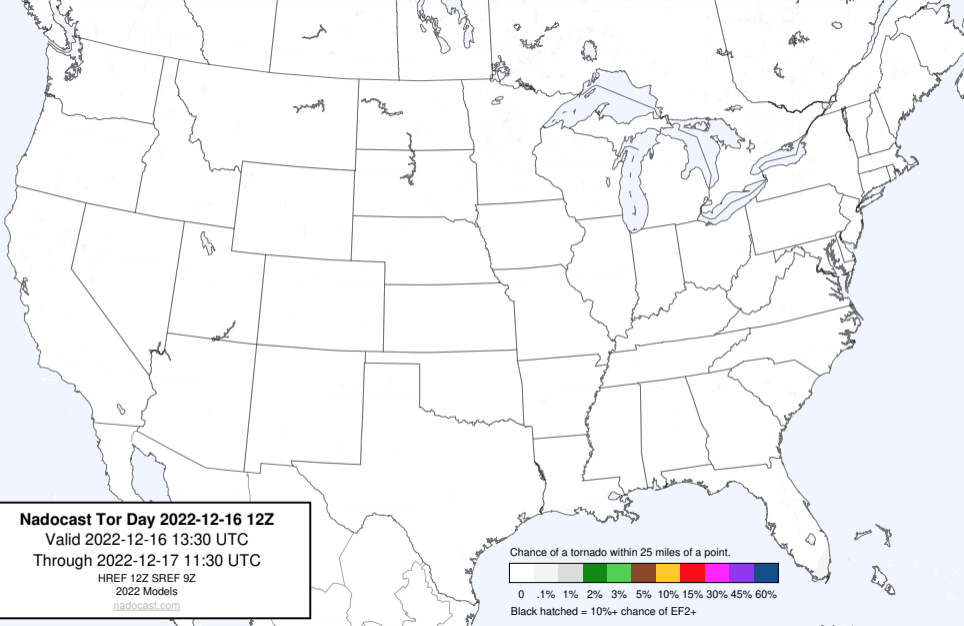 Nadocast Tor Day 2022-12-16 12Z
Valid 2022-12-16 13:30 UTC
Through 2022-12-17 11:30 UTC
HREF 12Z SREF 9Z
2022 Models
nadocast.com
Chance of a tornado within 25 miles of a point.
0 .1% 1% 2% 3% 5% 10% 15% 30% 45% 60%
Black hatched = 10%+ chance of EF2+